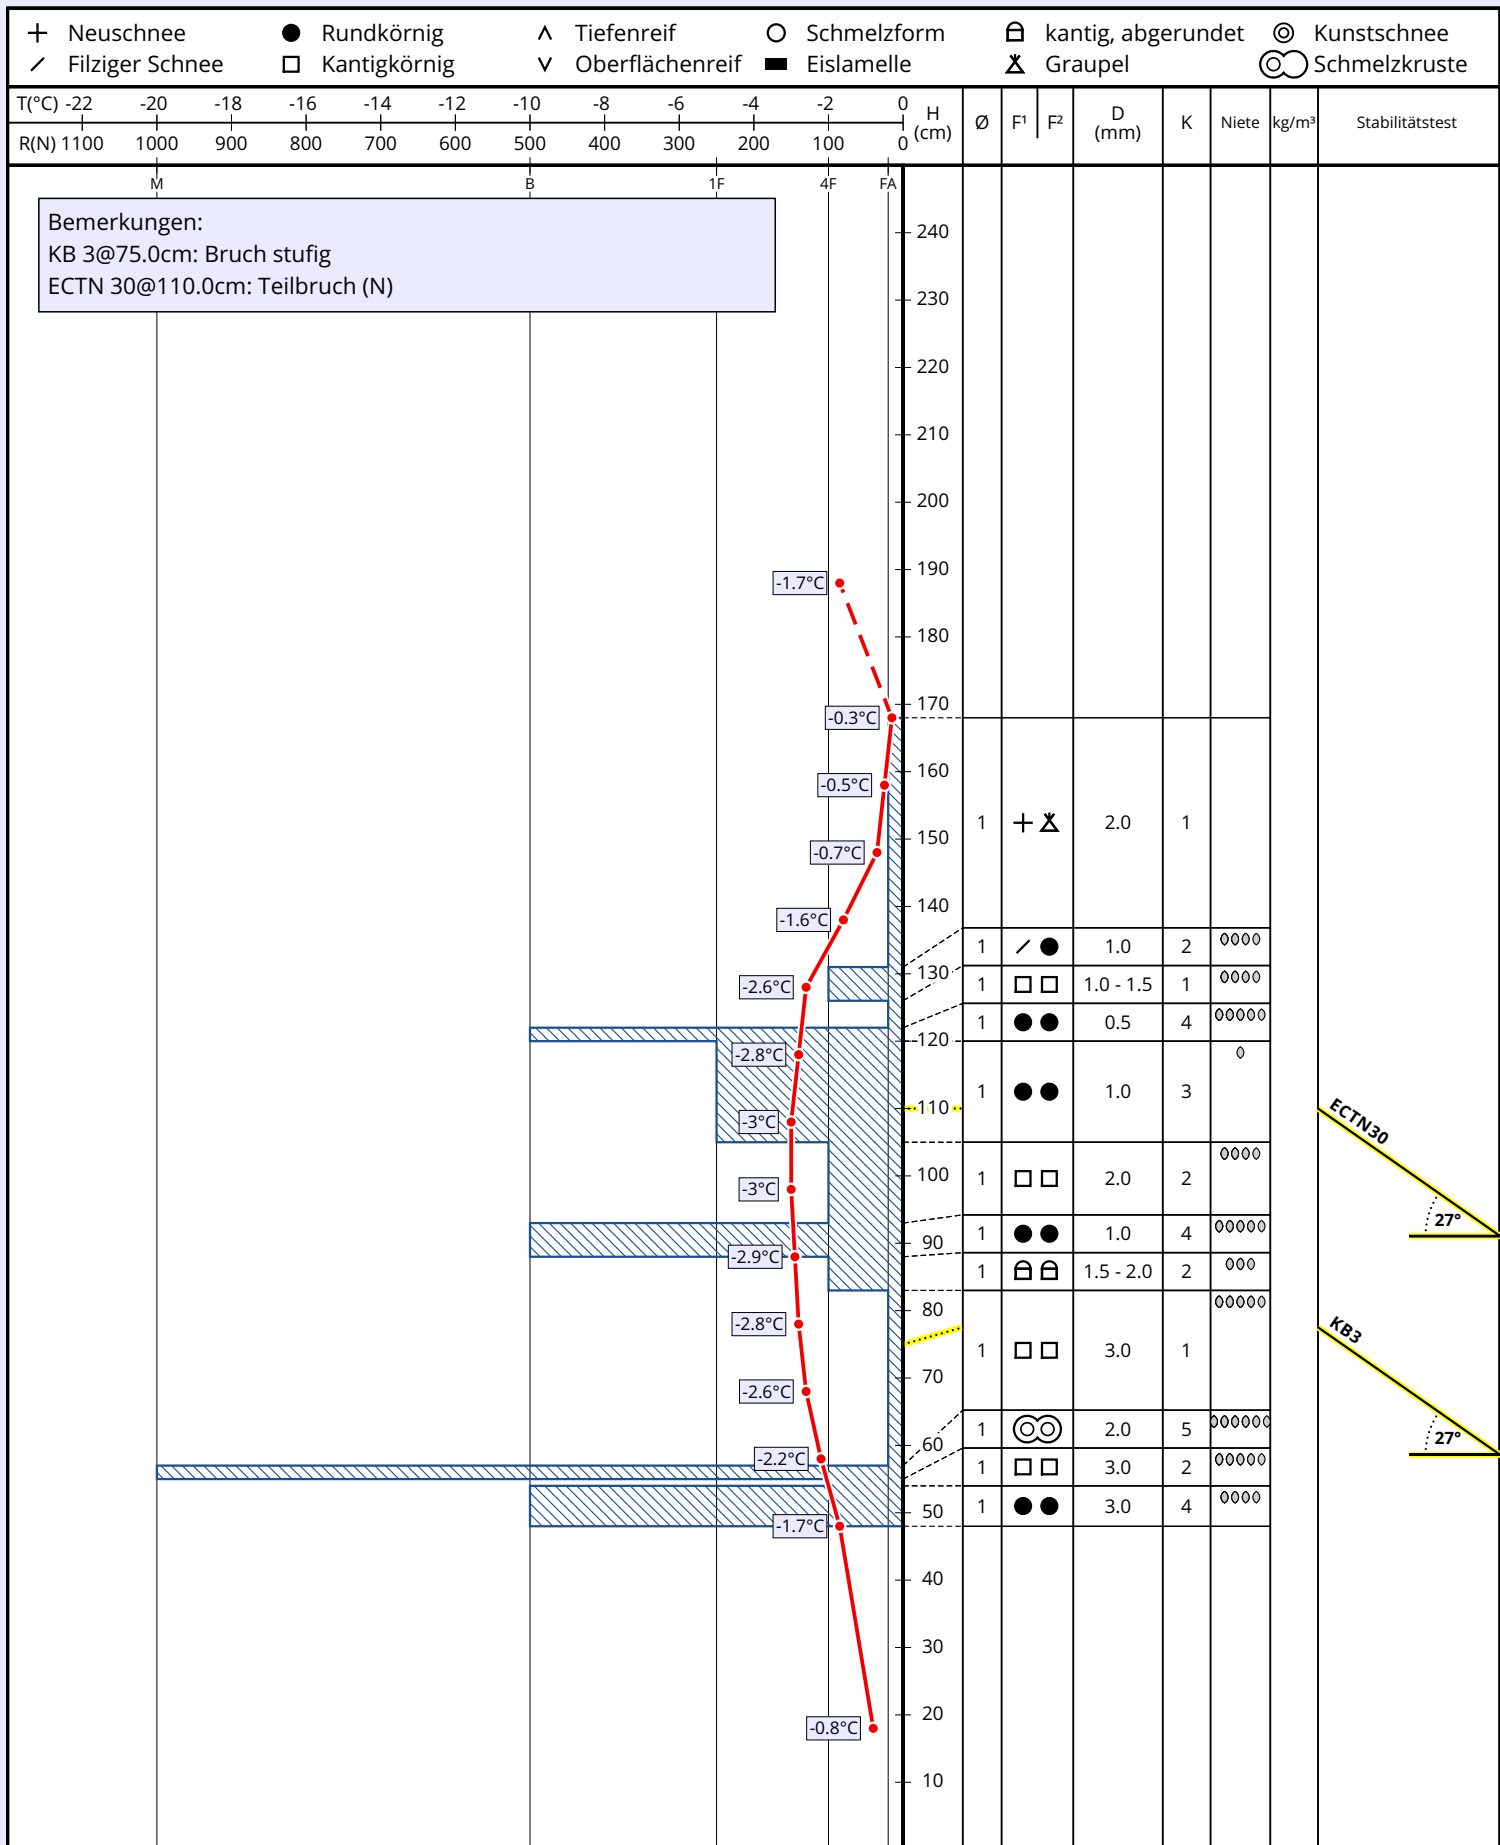 Neuschnee Rundkörnig Tiefenreif Schmelzform kantig, abgerundet Kunstschnee
Filziger Schnee Kantigkörnig Oberflächenreif Eislamelle Graupel Schmelzkruste
T(°C) -22 -20 -18 -16 -14 -12 -10 -8 -6 -4 -2 0
R(N) 1100 1000 900 800 700 600 500 400 300 200 100 0
H (cm) Ø F¹ F² D (mm) K Niete kg/m³ Stabilitätstest
M B 1F 4F FA
Bemerkungen:
KB 3@75.0cm: Bruch stufig
ECTN 30@110.0cm: Teilbruch (N)
240
230
220
210
200
190
-1.7°C
180
170
-0.3°C
160
-0.5°C
1 2.0 1
150
-0.7°C
140
-1.6°C
1 1.0 2
130
-2.6°C
1 1.0 - 1.5 1
1 0.5 4
120
-2.8°C
1 1.0 3
110
ECTN30
-3°C
100
1 2.0 2
-3°C
27°
1 1.0 4
90
-2.9°C
1 1.5 - 2.0 2
80
-2.8°C
KB3
1 3.0 1
70
-2.6°C
1 2.0 5
27°
60
-2.2°C
1 3.0 2
1 3.0 4
50
-1.7°C
40
30
20
-0.8°C
10